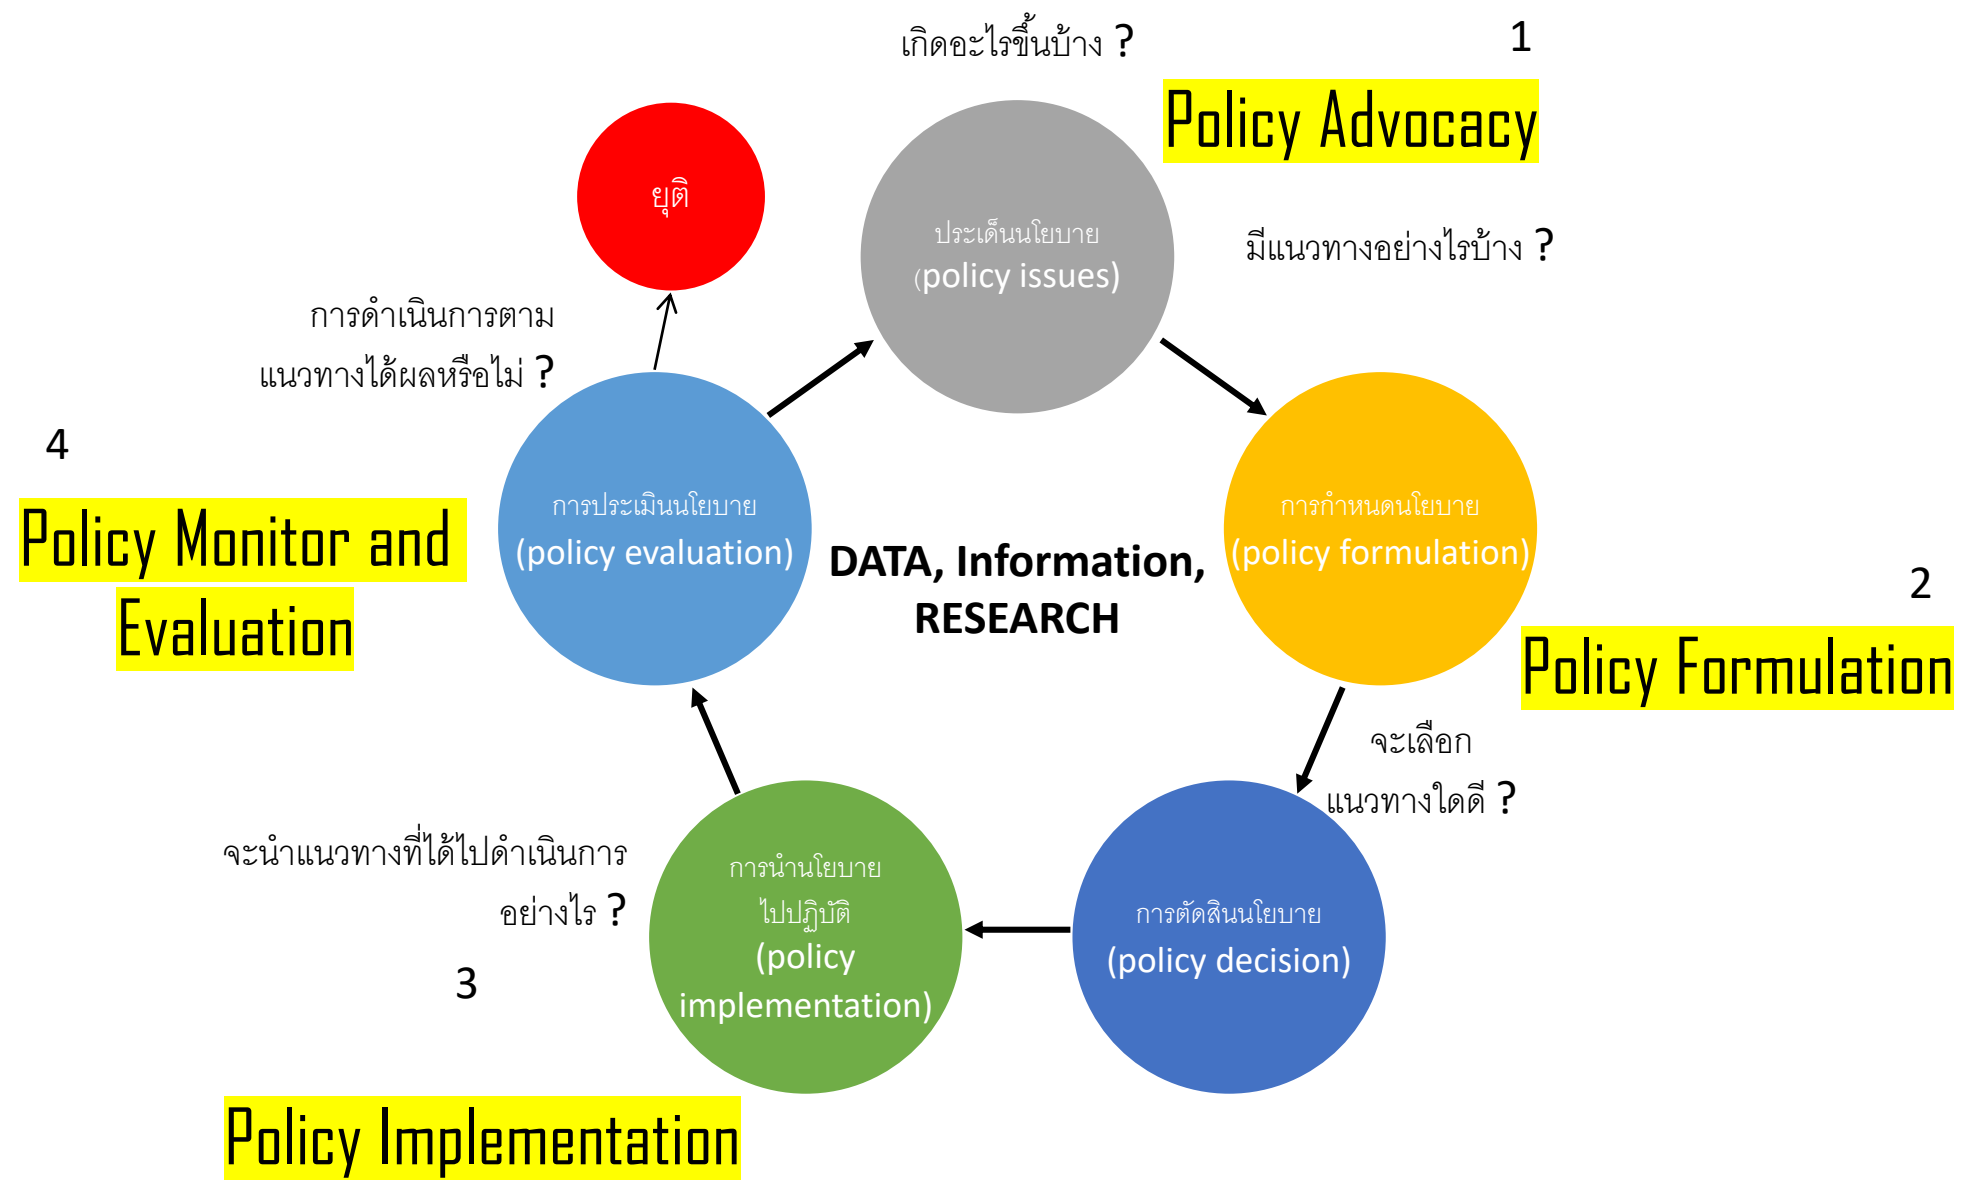 เกิดอะไรขึ้นบ้าง ?
1
Policy Advocacy
ยุติ
ประเด็นนโยบาย
(policy issues)
มีแนวทางอย่างไรบ้าง ?
การดำเนินการตาม
แนวทางได้ผลหรือไม่ ?
4
Policy Monitor and
Evaluation
การประเมินนโยบาย
(policy evaluation)
DATA, Information,
RESEARCH
การกำหนดนโยบาย
(policy formulation)
2
Policy Formulation
จะเลือก
แนวทางใดดี ?
จะนำแนวทางที่ได้ไปดำเนินการ
อย่างไร ?
3
การนำนโยบาย
ไปปฏิบัติ
(policy
implementation)
การตัดสินนโยบาย
(policy decision)
Policy Implementation